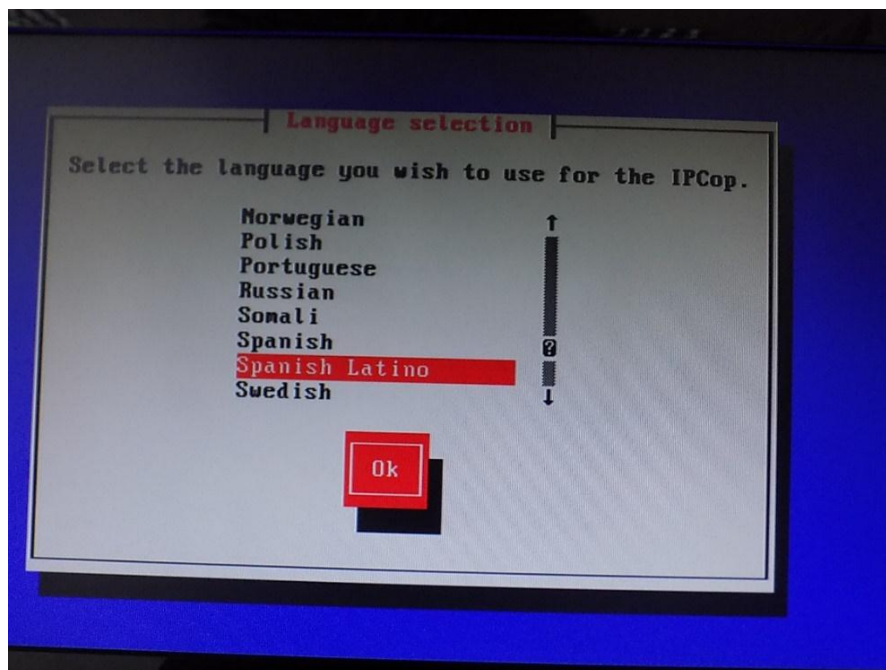 Language selection
Select the language you wish to use for the IPCop.
Norwegian
Polish
Portuguese
Russian
Somali
Spanish
Spanish Latino
Swedish
Ok